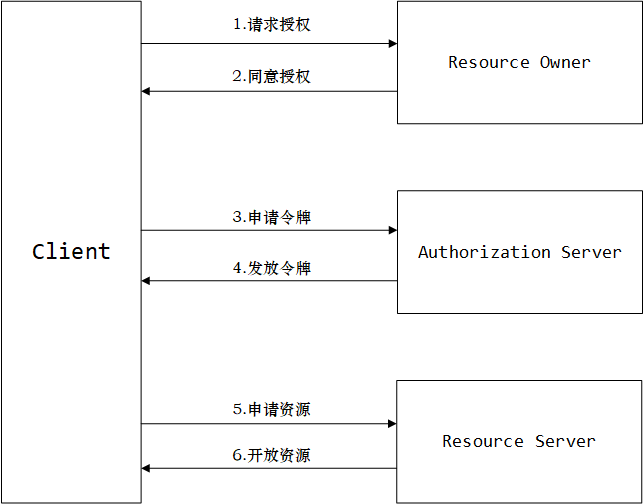 1.请求授权
Resource Owner
2.同意授权
3.申请令牌
Client
Authorization Server
4.发放令牌
5.申请资源
Resource Server
6.开放资源